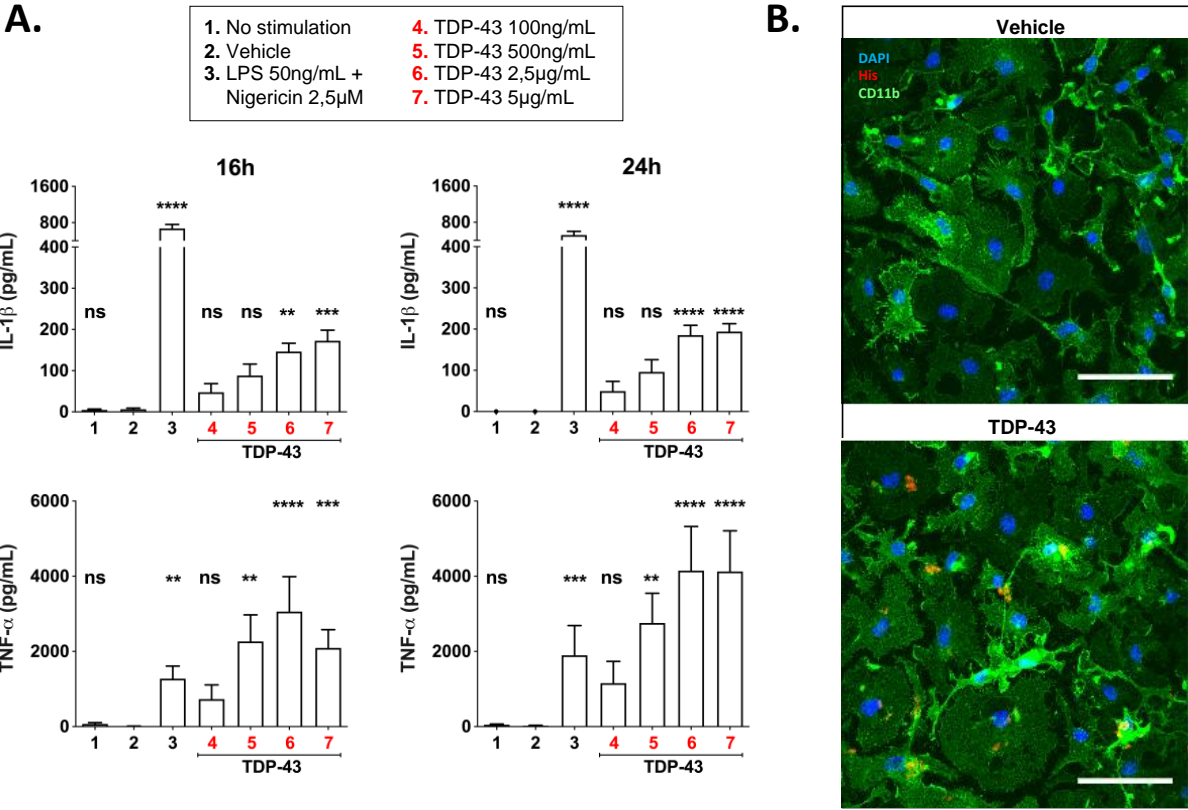 A.
1. No stimulation
2. Vehicle
3. LPS 50ng/mL +
Nigericin 2,5µM
4. TDP-43 100ng/mL
5. TDP-43 500ng/mL
6. TDP-43 2,5µg/mL
7. TDP-43 5µg/mL
16h
IL-1β (pg/mL)
1600
800
400
300
200
100
0
ns
****
ns
ns
**
***
1 2 3 4 5 6 7
TDP-43
24h
IL-1β (pg/mL)
1600
800
400
300
200
100
0
ns
****
ns
ns
****
****
1 2 3 4 5 6 7
TDP-43
TNF-α (pg/mL)
6000
4000
2000
0
ns
**
ns
**
****
***
1 2 3 4 5 6 7
TDP-43
TNF-α (pg/mL)
6000
4000
2000
0
ns
***
ns
**
****
****
1 2 3 4 5 6 7
TDP-43
B.
Vehicle
DAPI
His
CD11b
TDP-43